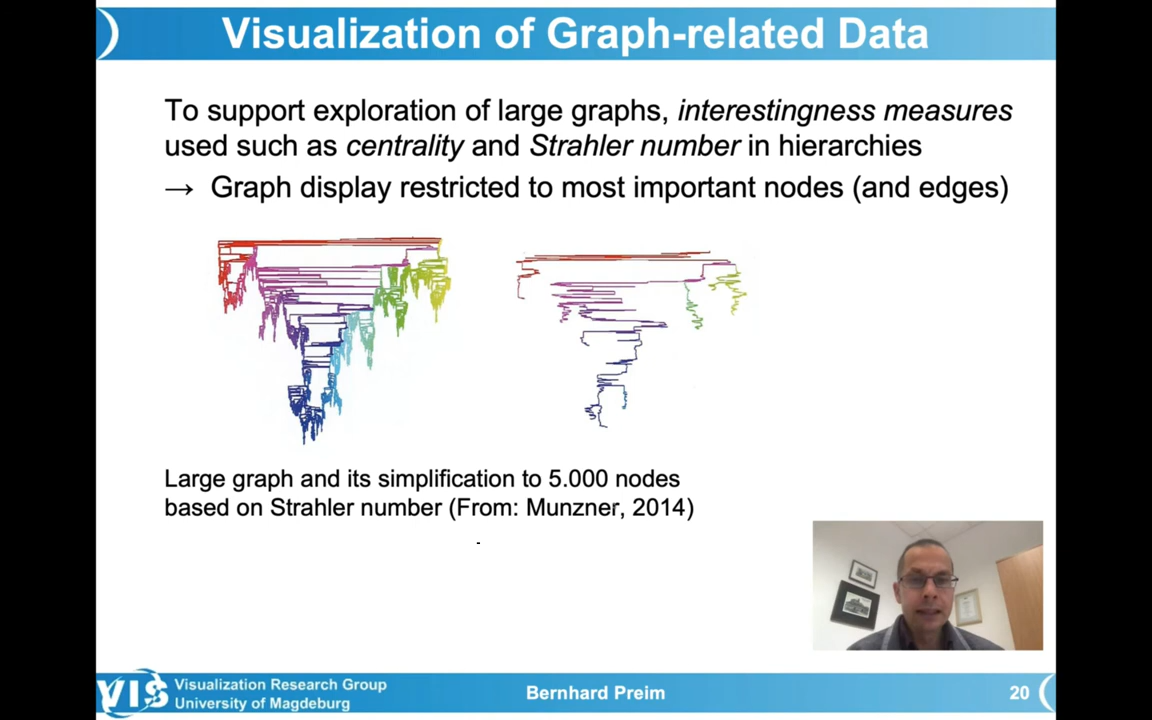 Visualization of Graph-related Data
To support exploration of large graphs, interestingness measures
used such as centrality and Strahler number in hierarchies
→ Graph display restricted to most important nodes (and edges)
Large graph and its simplification to 5.000 nodes
based on Strahler number (From: Munzner, 2014)
VIS
Visualization Research Group
University of Magdeburg
Bernhard Preim
20